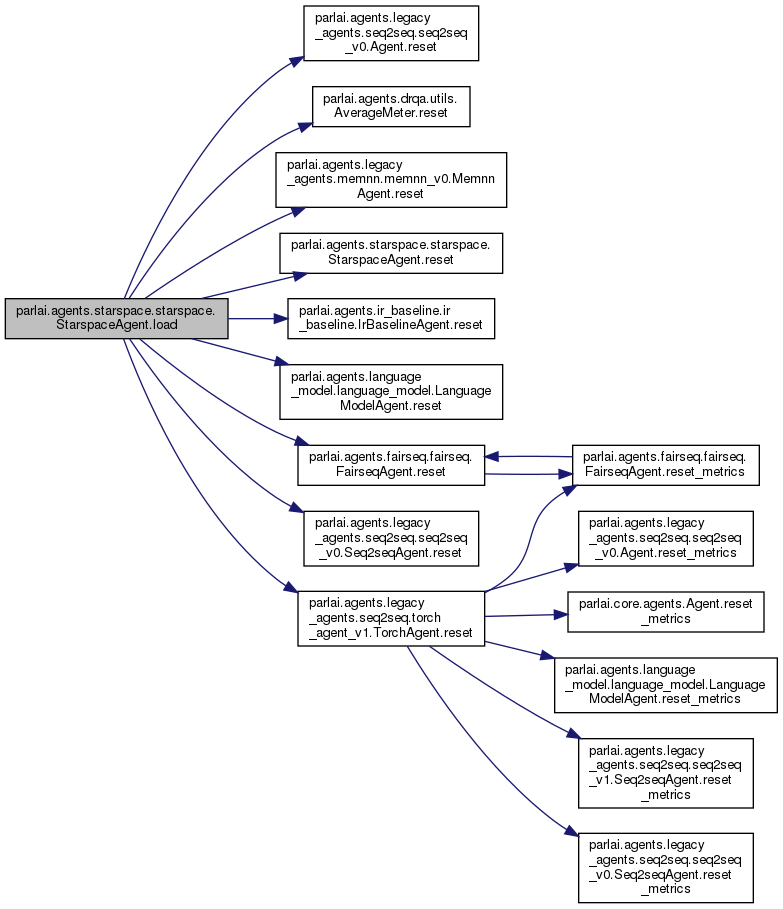 parlai.agents.legacy
_agents.seq2seq.seq2seq
_v0.Agent.reset
parlai.agents.drqa.utils.
AverageMeter.reset
parlai.agents.legacy
_agents.memnn.memnn_v0.Memnn
Agent.reset
parlai.agents.starspace.starspace.
StarspaceAgent.reset
parlai.agents.starspace.starspace.
StarspaceAgent.load
parlai.agents.ir_baseline.ir
_baseline.IrBaselineAgent.reset
parlai.agents.language
_model.language_model.Language
ModelAgent.reset
parlai.agents.fairseq.fairseq.
FairseqAgent.reset
parlai.agents.fairseq.fairseq.
FairseqAgent.reset_metrics
parlai.agents.legacy
_agents.seq2seq.seq2seq
_v0.Seq2seqAgent.reset
parlai.agents.legacy
_agents.seq2seq.seq2seq
_v0.Agent.reset_metrics
parlai.agents.legacy
_agents.seq2seq.torch
_agent_v1.TorchAgent.reset
parlai.core.agents.Agent.reset
_metrics
parlai.agents.language
_model.language_model.Language
ModelAgent.reset_metrics
parlai.agents.legacy
_agents.seq2seq.seq2seq
_v1.Seq2seqAgent.reset
_metrics
parlai.agents.legacy
_agents.seq2seq.seq2seq
_v0.Seq2seqAgent.reset
_metrics